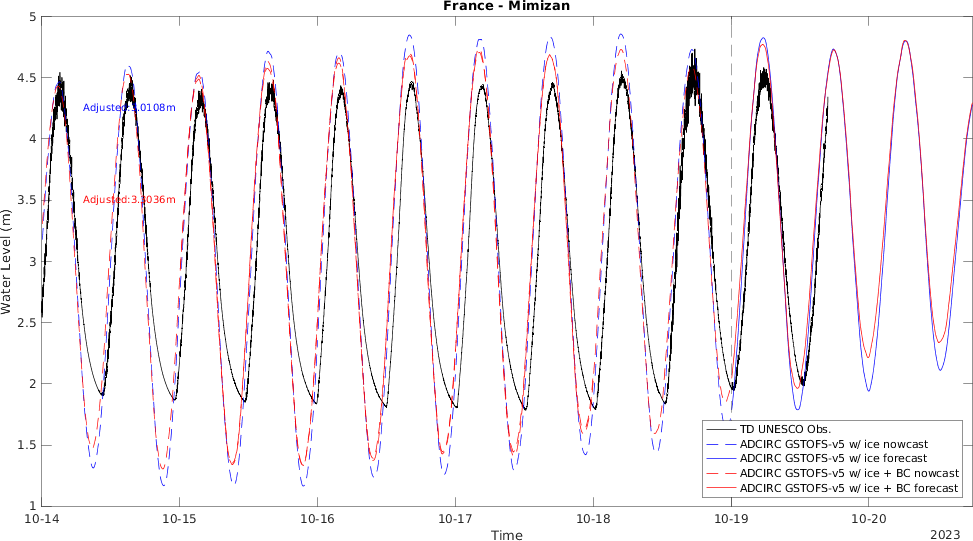 France - Mimizan
5
4.5
4
3.5
3
2.5
2
1.5
1
Water Level (m)
Adjusted:3.0108m
Adjusted:3.3036m
TD UNESCO Obs.
ADCIRC GSTOFS-v5 w/ ice nowcast
ADCIRC GSTOFS-v5 w/ ice forecast
ADCIRC GSTOFS-v5 w/ ice + BC nowcast
ADCIRC GSTOFS-v5 w/ ice + BC forecast
10-14 10-15 10-16 10-17 10-18 10-19 10-20
Time
2023